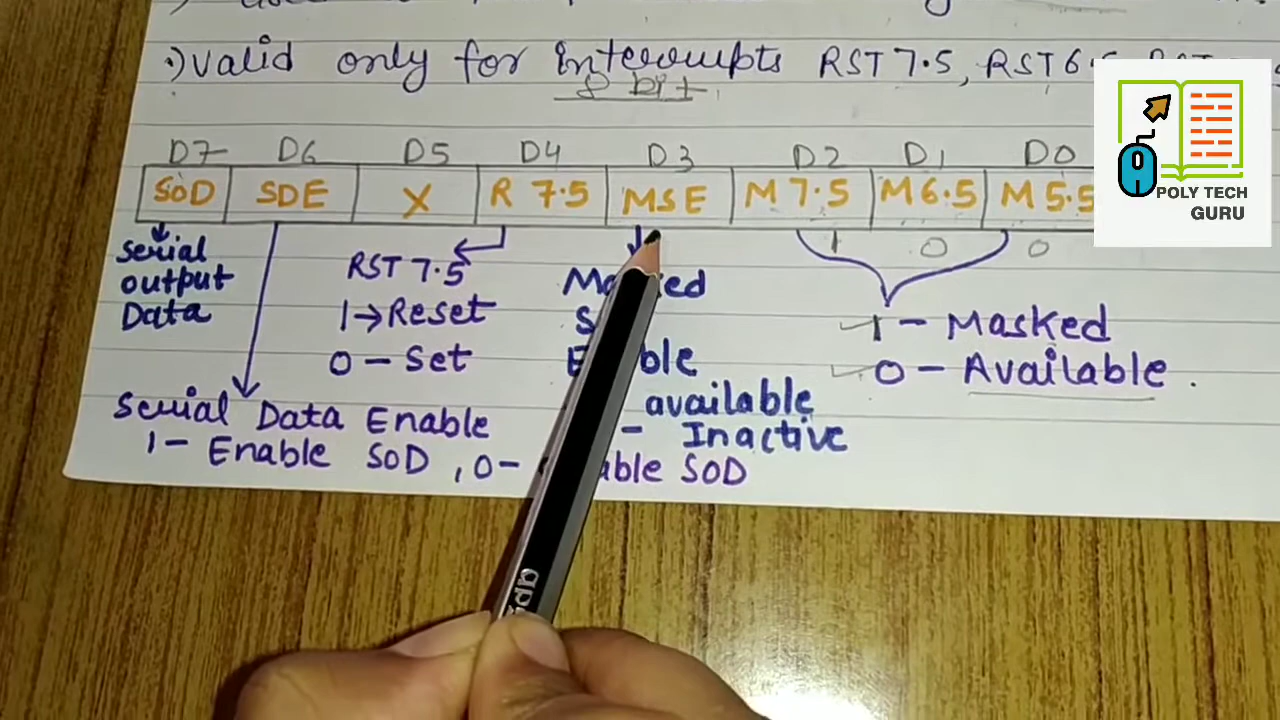 .) Valid only for Interrupts RST 7.5, RST 6.5
8 bit
D7 D6 D5 D4 D3 D2 D1 D0
SOD SDE X R 7.5 MSE M 7.5 M 6.5 M 5.5
1 0 0
Serial output Data
RST 7.5
1→Reset
0 - Set
Enable
available
- Inactive
1 - Masked
0 - Available.
Serial Data Enable
1- Enable SOD, 0- able SOD
POLY TECH
GURU